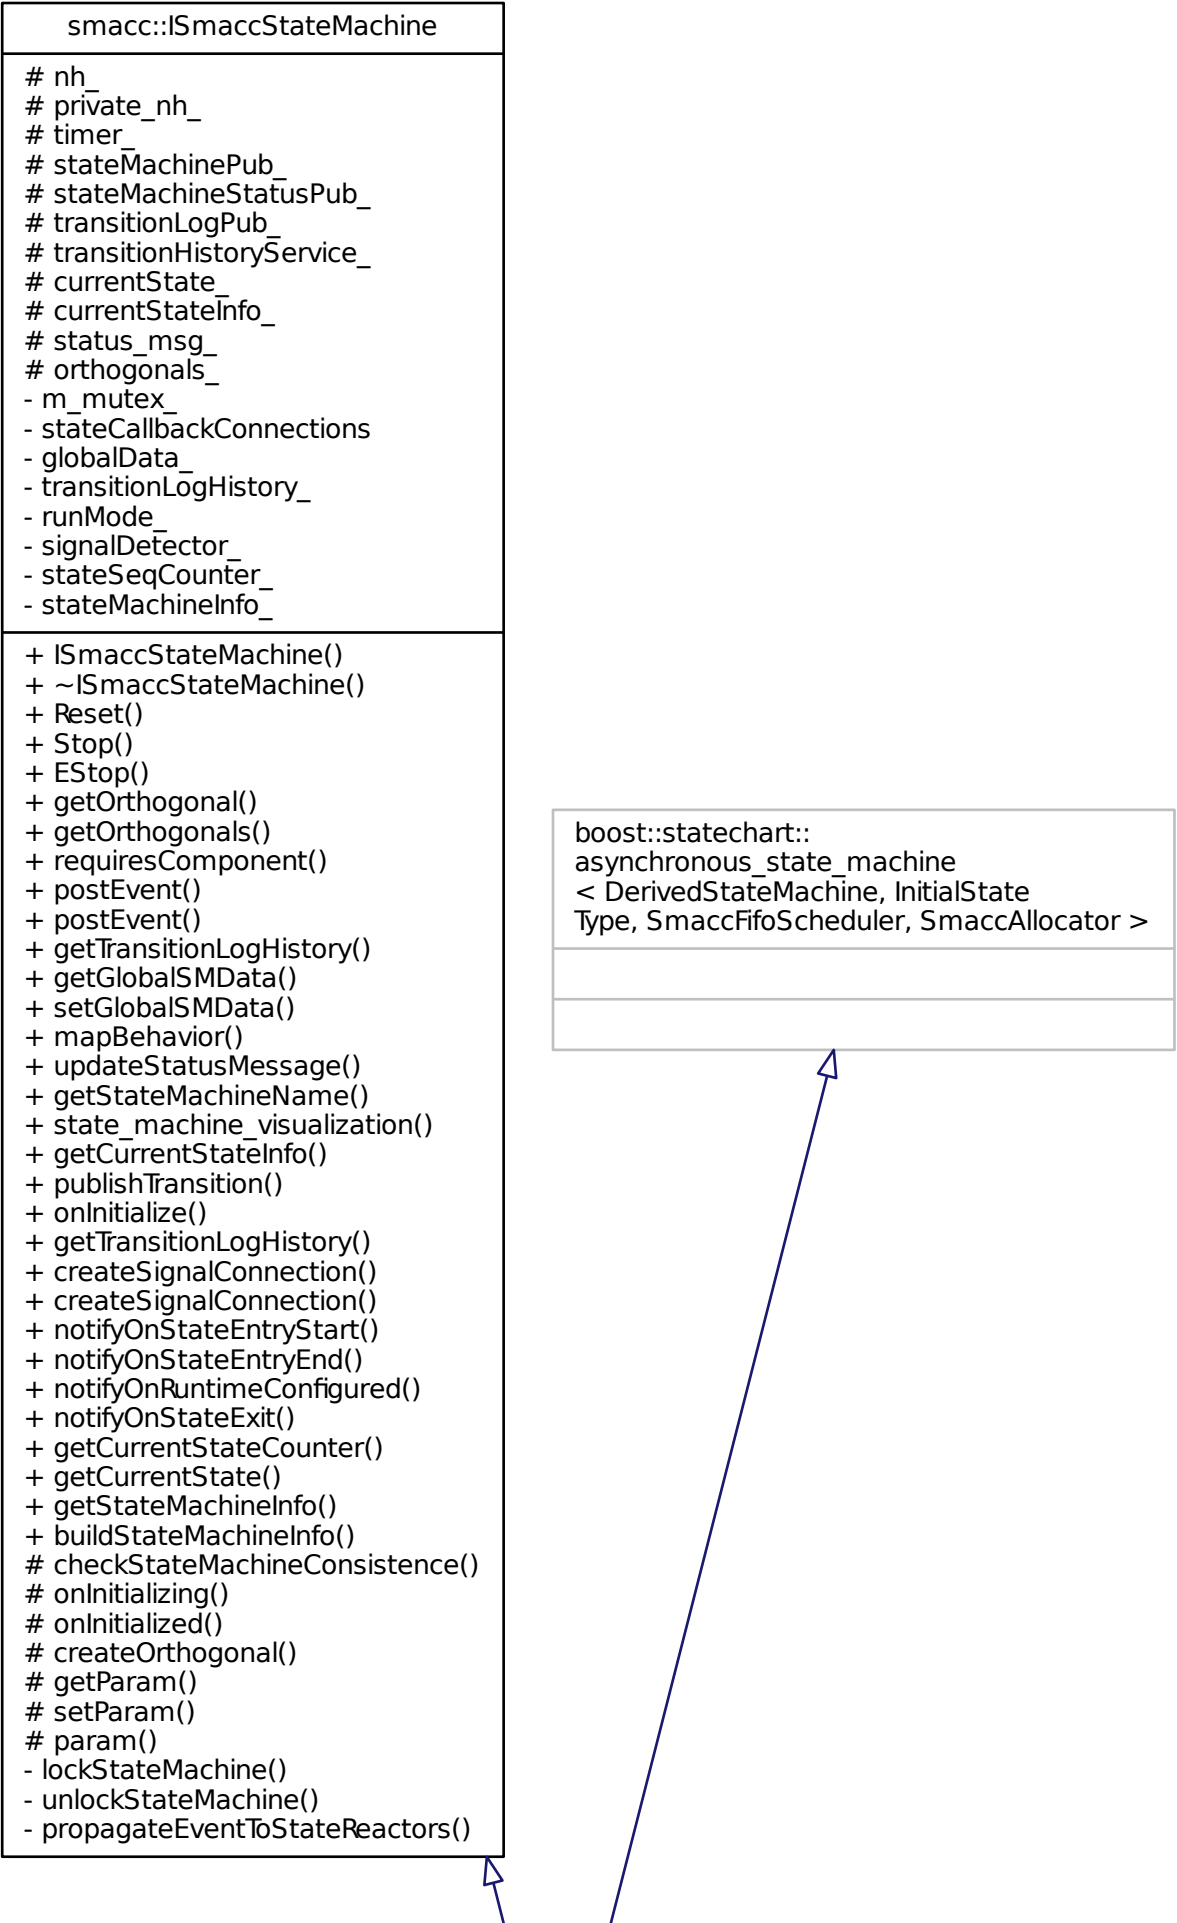 smacc::ISmaccStateMachine
# nh_
# private_nh_
# timer_
# stateMachinePub_
# stateMachineStatusPub_
# transitionLogPub_
# transitionHistoryService_
# currentState_
# currentStateInfo_
# status_msg_
# orthogonals_
- m_mutex_
- stateCallbackConnections
- globalData_
- transitionLogHistory_
- runMode_
- signalDetector_
- stateSeqCounter_
- stateMachineInfo_
+ ISmaccStateMachine()
+ ~ISmaccStateMachine()
+ Reset()
+ Stop()
+ EStop()
+ getOrthogonal()
+ getOrthogonals()
+ requiresComponent()
+ postEvent()
+ postEvent()
+ getTransitionLogHistory()
+ getGlobalSMData()
+ setGlobalSMData()
+ mapBehavior()
+ updateStatusMessage()
+ getStateMachineName()
+ state_machine_visualization()
+ getCurrentStateInfo()
+ publishTransition()
+ onInitialize()
+ getTransitionLogHistory()
+ createSignalConnection()
+ createSignalConnection()
+ notifyOnStateEntryStart()
+ notifyOnStateEntryEnd()
+ notifyOnRuntimeConfigured()
+ notifyOnStateExit()
+ getCurrentStateCounter()
+ getCurrentState()
+ getStateMachineInfo()
+ buildStateMachineInfo()
# checkStateMachineConsistence()
# onInitializing()
# onInitialized()
# createOrthogonal()
# getParam()
# setParam()
# param()
- lockStateMachine()
- unlockStateMachine()
- propagateEventToStateReactors()
boost::statechart::
asynchronous_state_machine
< DerivedStateMachine, InitialState
Type, SmaccFifoScheduler, SmaccAllocator >